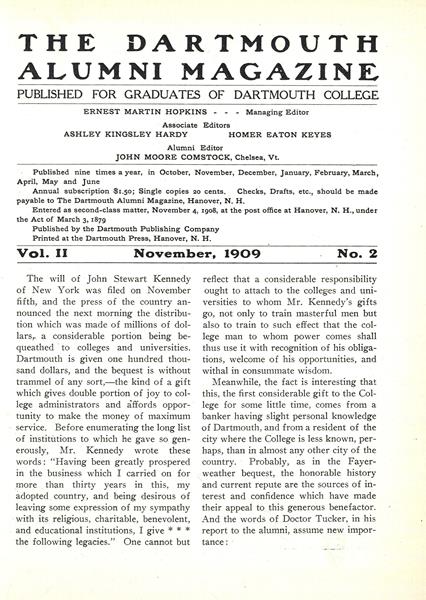 THE DARTMOUTH
ALUMNI MAGAZINE
PUBLISHED FOR GRADUATES OF DARTMOUTH COLLEGE
ERNEST MARTIN HOPKINS - - - Managing Editor
Associate Editors
ASHLEY KINGSLEY HARDY HOMER EATON KEYES
Alumni Editor
JOHN MOORE COMSTOCK, Chelsea, Vt.
Published nine times a year, in October, November, December, January, February, March,
April, May and June
Annual subscription $1.50; Single copies 20 cents. Checks, Drafts, etc., should be made
payable to The Dartmouth Alumni Magazine, Hanover, N. H.
Entered as second-class matter, November 4, 1908, at the post office at Hanover, N. H., under
the Act of March 3, 1879
Published by the Dartmouth Publishing Company
Printed at the Dartmouth Press, Hanover, N. H.
Vol. II November, 1909 No. 2
The will of John Stewart Kennedy
of New York was filed on November
fifth, and the press of the country an-
nounced the next morning the distribu-
tion which was made of millions of dol-
lars, a considerable portion being be-
queathed to colleges and universities.
Dartmouth is given one hundred thou-
sand dollars, and the bequest is without
trammel of any sort,—the kind of a gift
which gives double portion of joy to col-
lege administrators and affords oppor-
tunity to make the money of maximum
service. Before enumerating the long list
of institutions to which he gave so gen-
erously, Mr. Kennedy wrote these
words: "Having been greatly prospered
in the business which I carried on for
more than thirty years in this, my
adopted country, and being desirous of
leaving some expression of my sympathy
with its religious, charitable, benevolent,
and educational institutions, I give * * *
the following legacies." One cannot but
reflect that a considerable responsibility
ought to attach to the colleges and uni-
versities to whom Mr. Kennedy's gifts
go, not only to train masterful men but
also to train to such effect that the col-
lege man to whom power comes shall
thus use it with recognition of his obliga-
tions, welcome of his opportunities, and
withal in consummate wisdom.
Meanwhile, the fact is interesting that
this, the first considerable gift to the Col-
lege for some little time, comes from a
banker having slight personal knowledge
of Dartmouth, and from a resident of the
city where the College is less known, per-
haps, than in almost any other city of the
country. Probably, as in the Fayer-
weather bequest, the honorable history
and current repute are the sources of in-
terest and confidence which have made
their appeal to this generous benefactor.
And the words of Doctor Tucker, in his
report to the alumni, assume new impor-
tance: